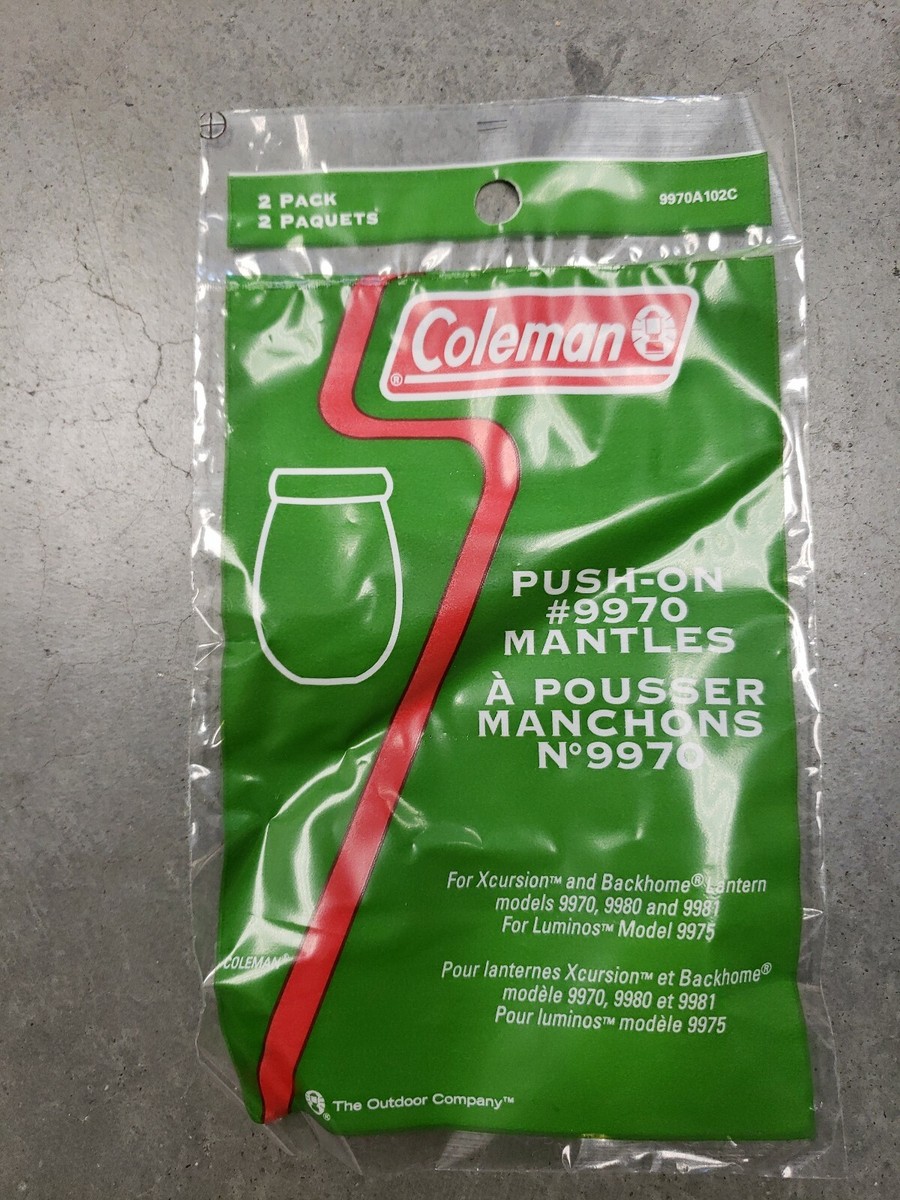 2 PACK
2 PAQUETS
9970A102C
Coleman
®
PUSH-ON
#9970
MANTLES
À POUSSER
MANCHONS
Nº9970
For Xcursion™ and Backhome® Lantern
models 9970, 9980 and 9981
For Luminos™ Model 9975
COLEMAN®
Pour lanternes Xcursion™ et Backhome®
modèle 9970, 9980 et 9981
Pour luminos™ modèle 9975
® The Outdoor Company™